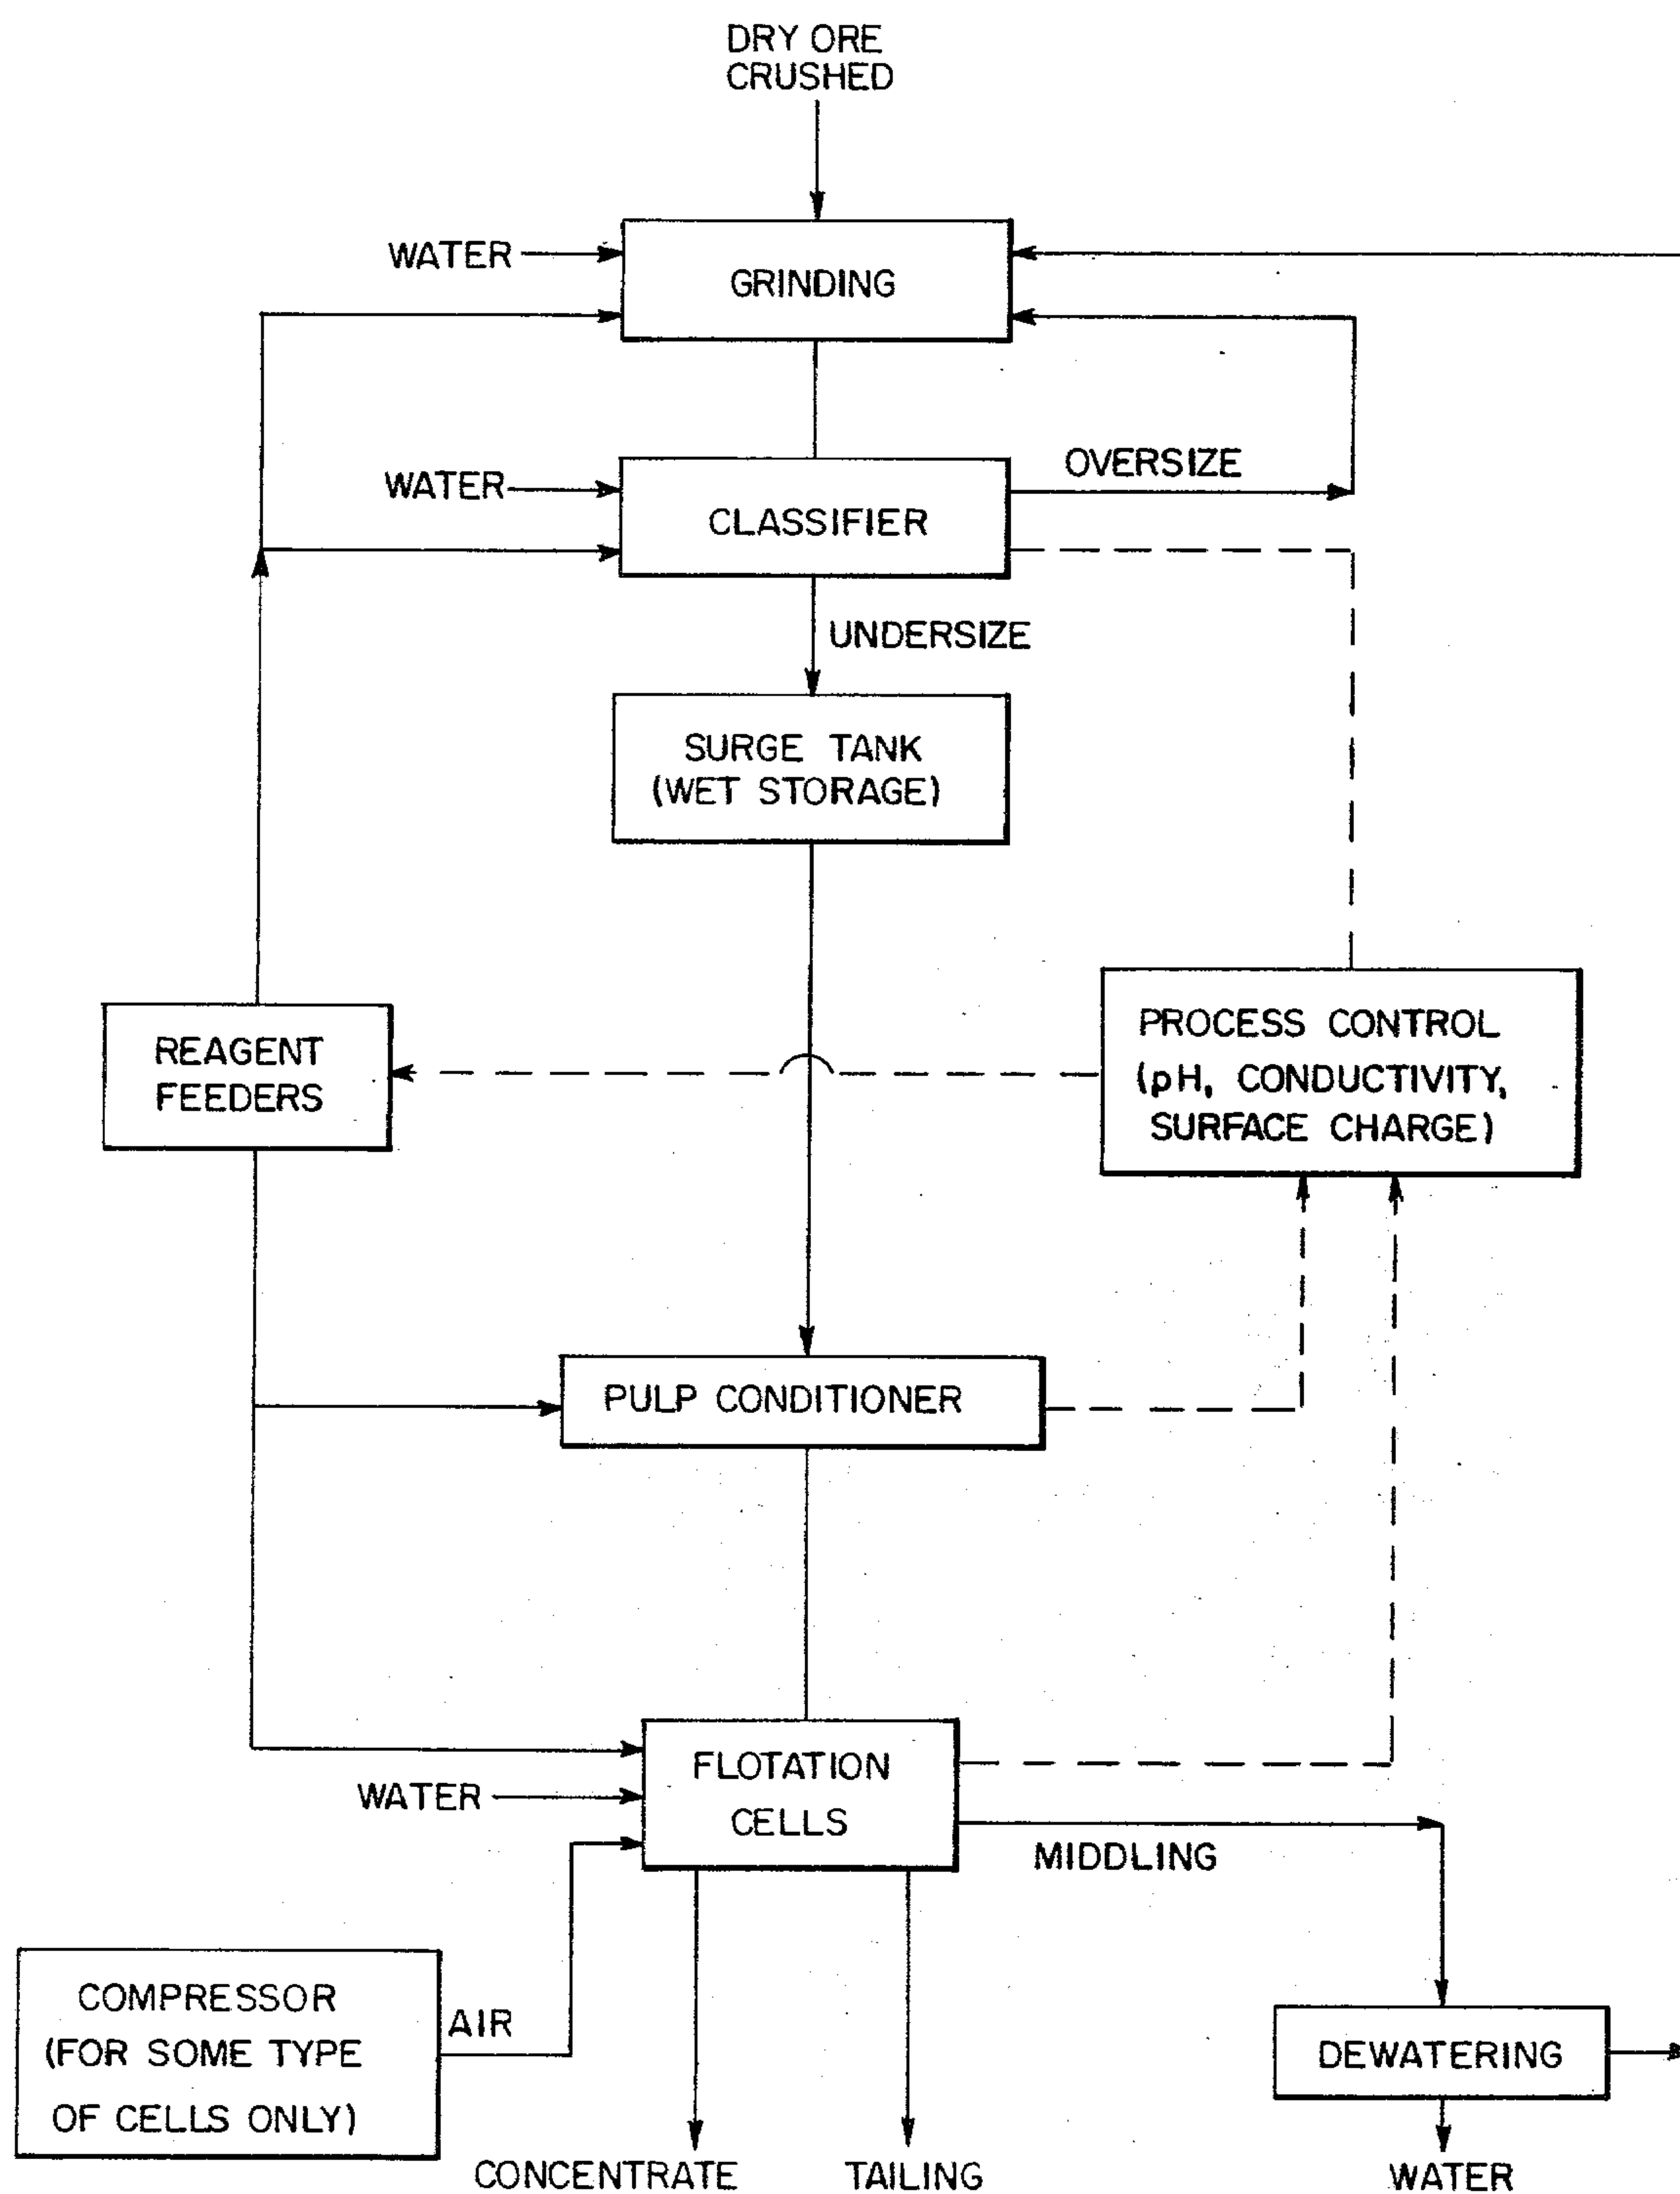 DRY ORE
CRUSHED
WATER
GRINDING
WATER
CLASSIFIER
OVERSIZE
UNDERSIZE
SURGE TANK
(WET STORAGE)
REAGENT
FEEDERS
PROCESS CONTROL
(pH, CONDUCTIVITY,
SURFACE CHARGE)
PULP CONDITIONER
FLOTATION
CELLS
WATER
MIDDLING
COMPRESSOR
(FOR SOME TYPE
OF CELLS ONLY)
AIR
DEWATERING
CONCENTRATE
TAILING
WATER